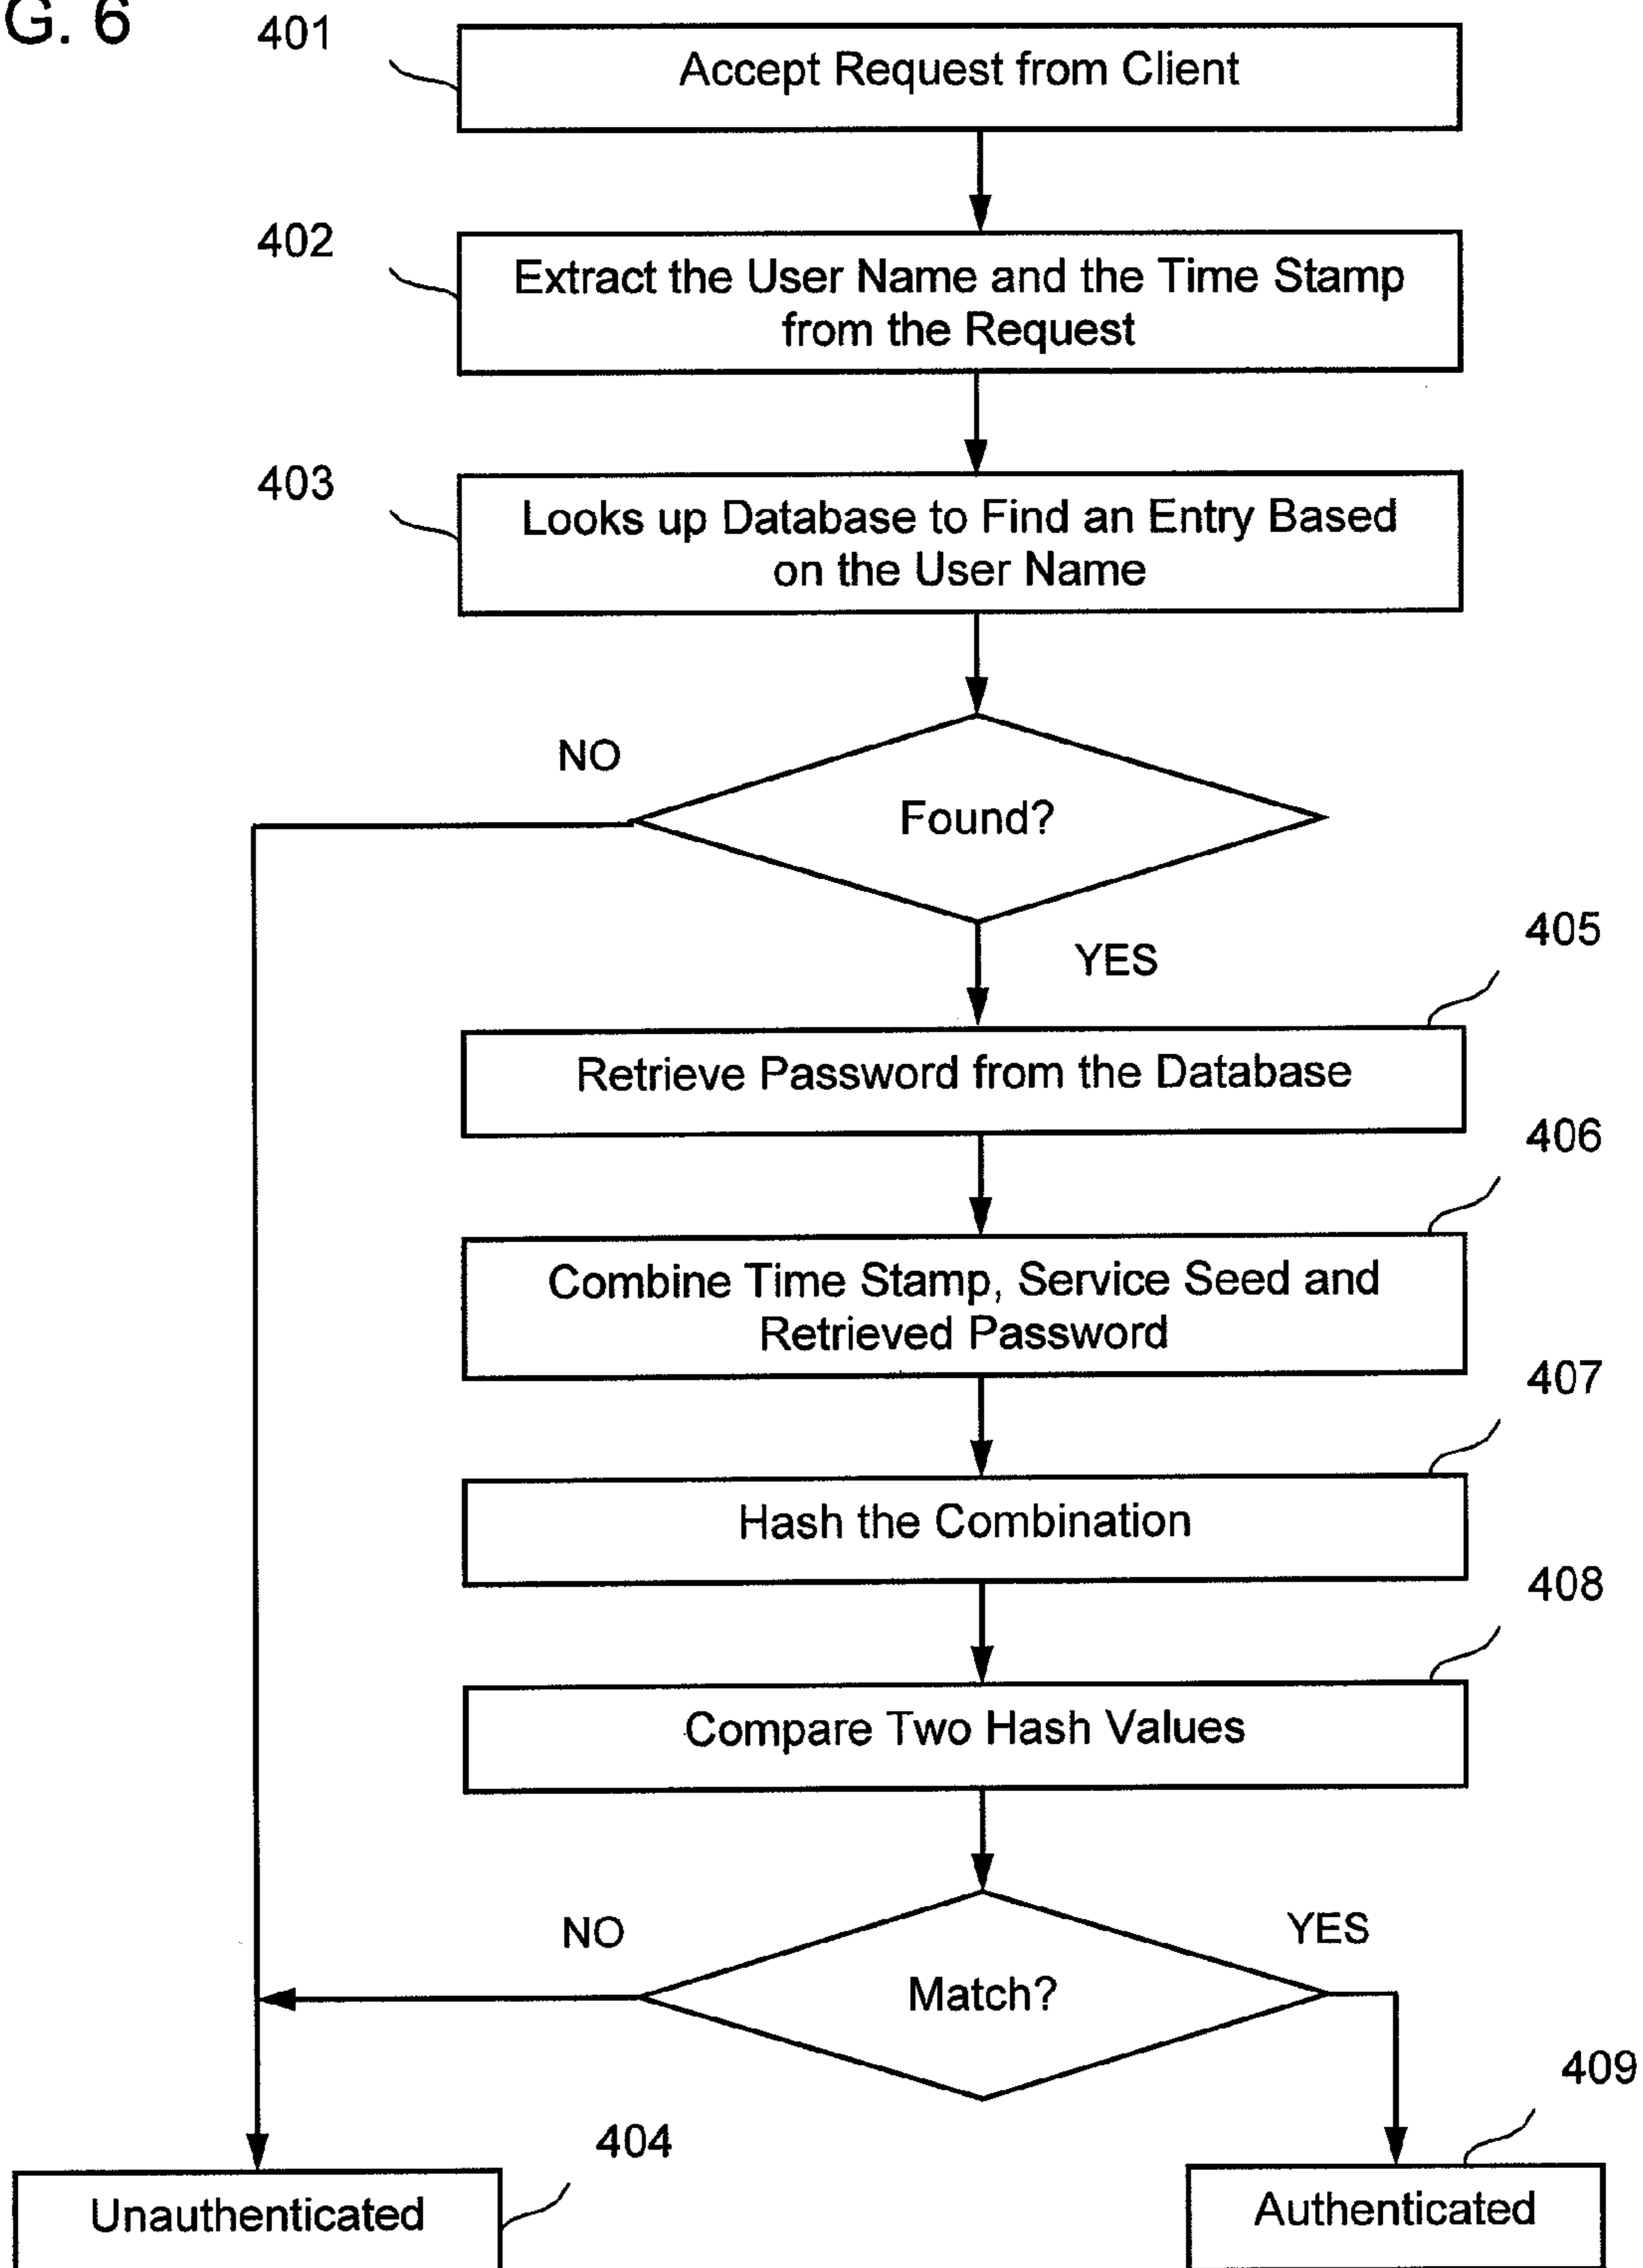 G. 6
401
Accept Request from Client
402
Extract the User Name and the Time Stamp
from the Request
403
Looks up Database to Find an Entry Based
on the User Name
NO
Found?
YES
405
Retrieve Password from the Database
406
Combine Time Stamp, Service Seed and
Retrieved Password
407
Hash the Combination
408
Compare Two Hash Values
NO
YES
Match?
409
404
Unauthenticated
Authenticated